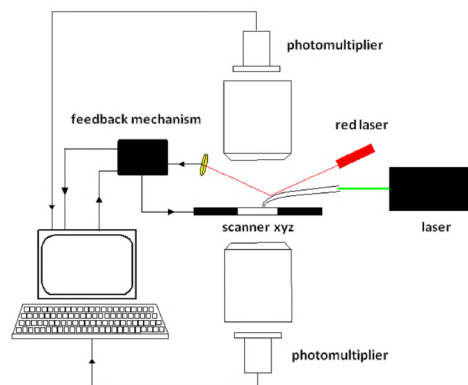 photomultiplier
feedback mechanism
red laser
scanner xyz
laser
photomultiplier